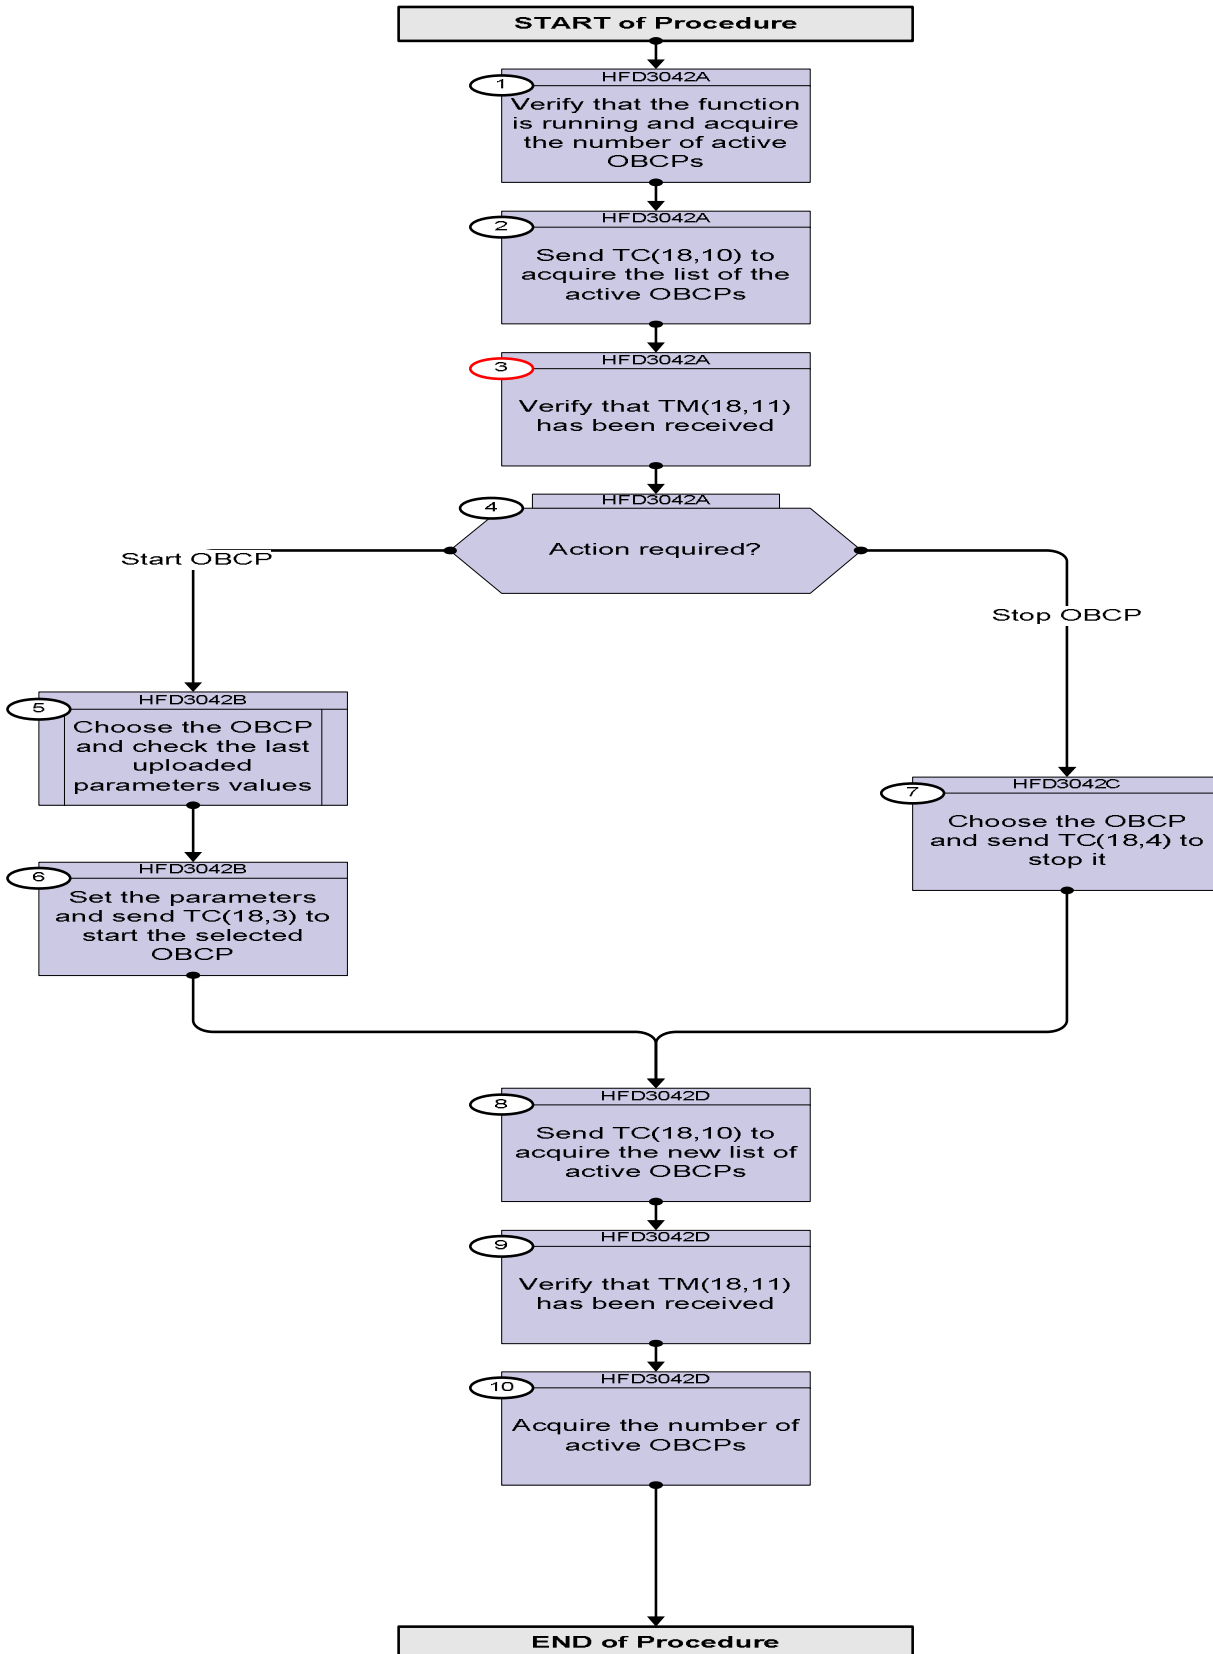 START of Procedure
HFD3042A
1
Verify that the function
is running and acquire
the number of active
OBCPs
HFD3042A
2
Send TC(18,10) to
acquire the list of the
active OBCPs
HFD3042A
3
Verify that TM(18,11)
has been received
HFD3042A
4
Action required?
Start OBCP
Stop OBCP
HFD3042B
5
Choose the OBCP
and check the last
uploaded
parameters values
HFD3042C
7
Choose the OBCP
and send TC(18,4) to
stop it
HFD3042B
6
Set the parameters
and send TC(18,3) to
start the selected
OBCP
HFD3042D
8
Send TC(18,10) to
acquire the new list of
active OBCPs
HFD3042D
9
Verify that TM(18,11)
has been received
HFD3042D
10
Acquire the number of
active OBCPs
END of Procedure